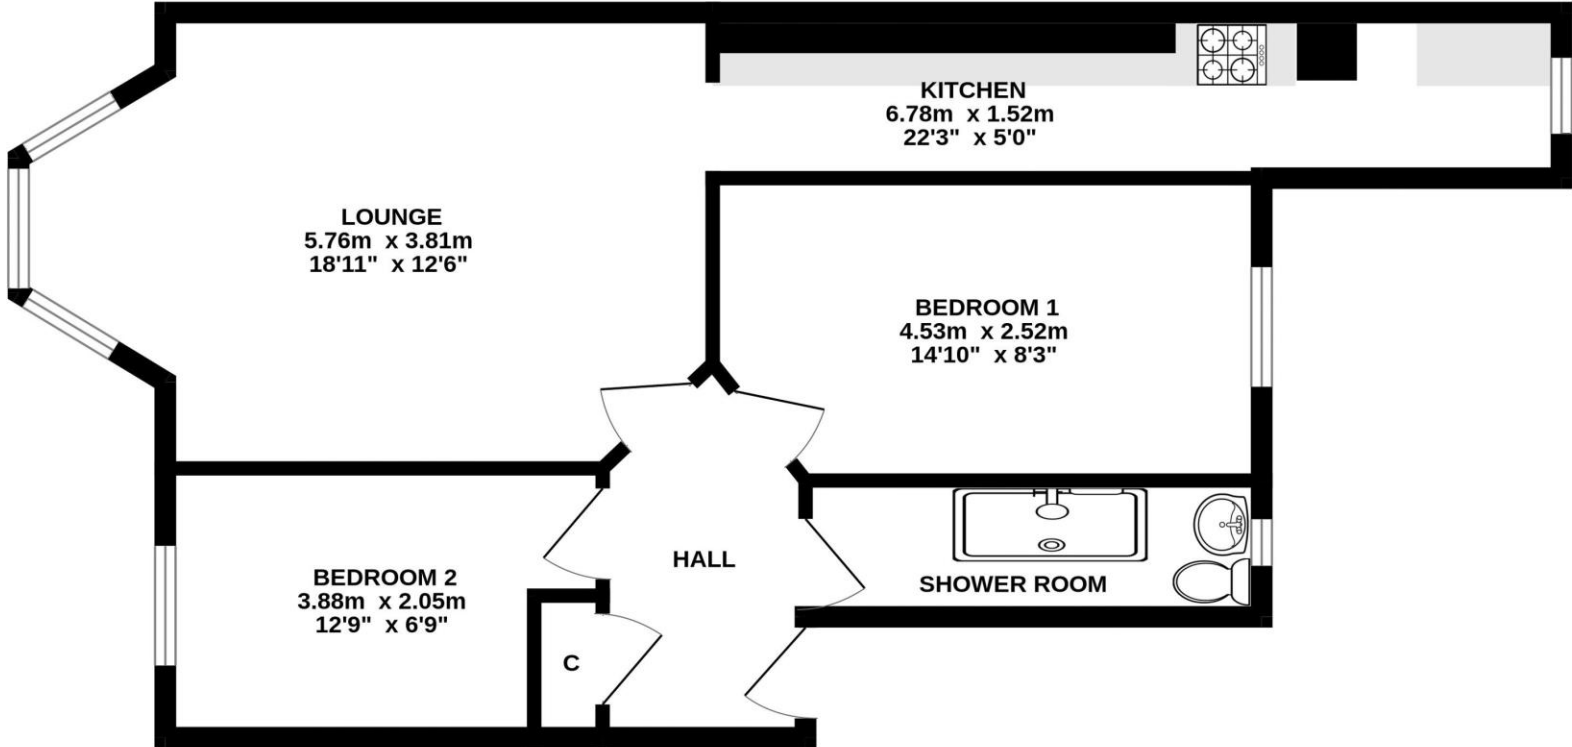 KITCHEN
6.78m x 1.52m
22'3" x 5'0"
LOUNGE
5.76m x 3.81m
18'11" x 12'6"
BEDROOM 1
4.53m x 2.52m
14'10" x 8'3"
HALL
BEDROOM 2
3.88m x 2.05m
12'9" x 6'9"
SHOWER ROOM
C